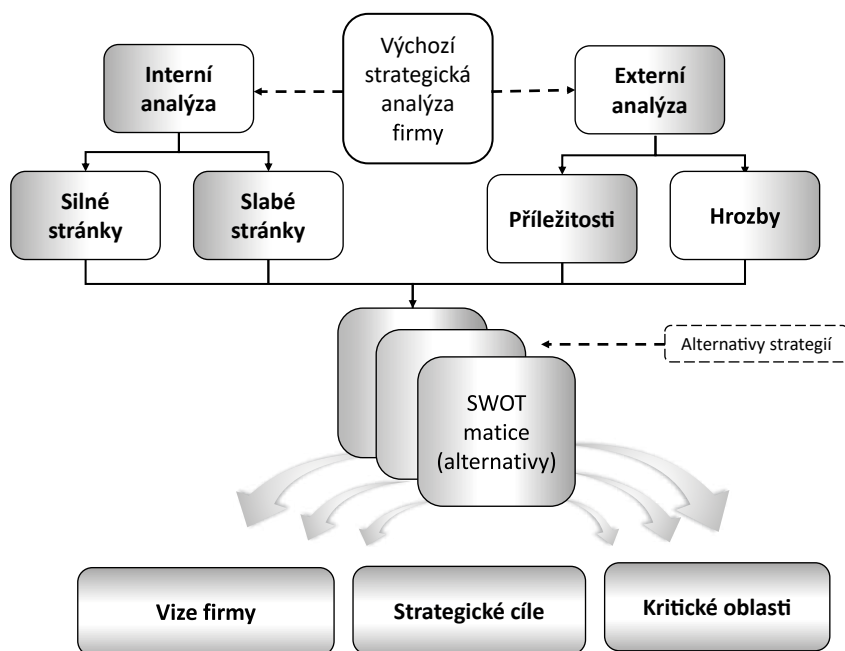 Výchozí
strategická
analýza
firmy
Interní
analýza
Externí
analýza
Silné
stránky
Slabé
stránky
Příležitosti
Hrozby
Alternativy strategií
SWOT
matice
(alternativy)
Vize firmy
Strategické cíle
Kritické oblasti